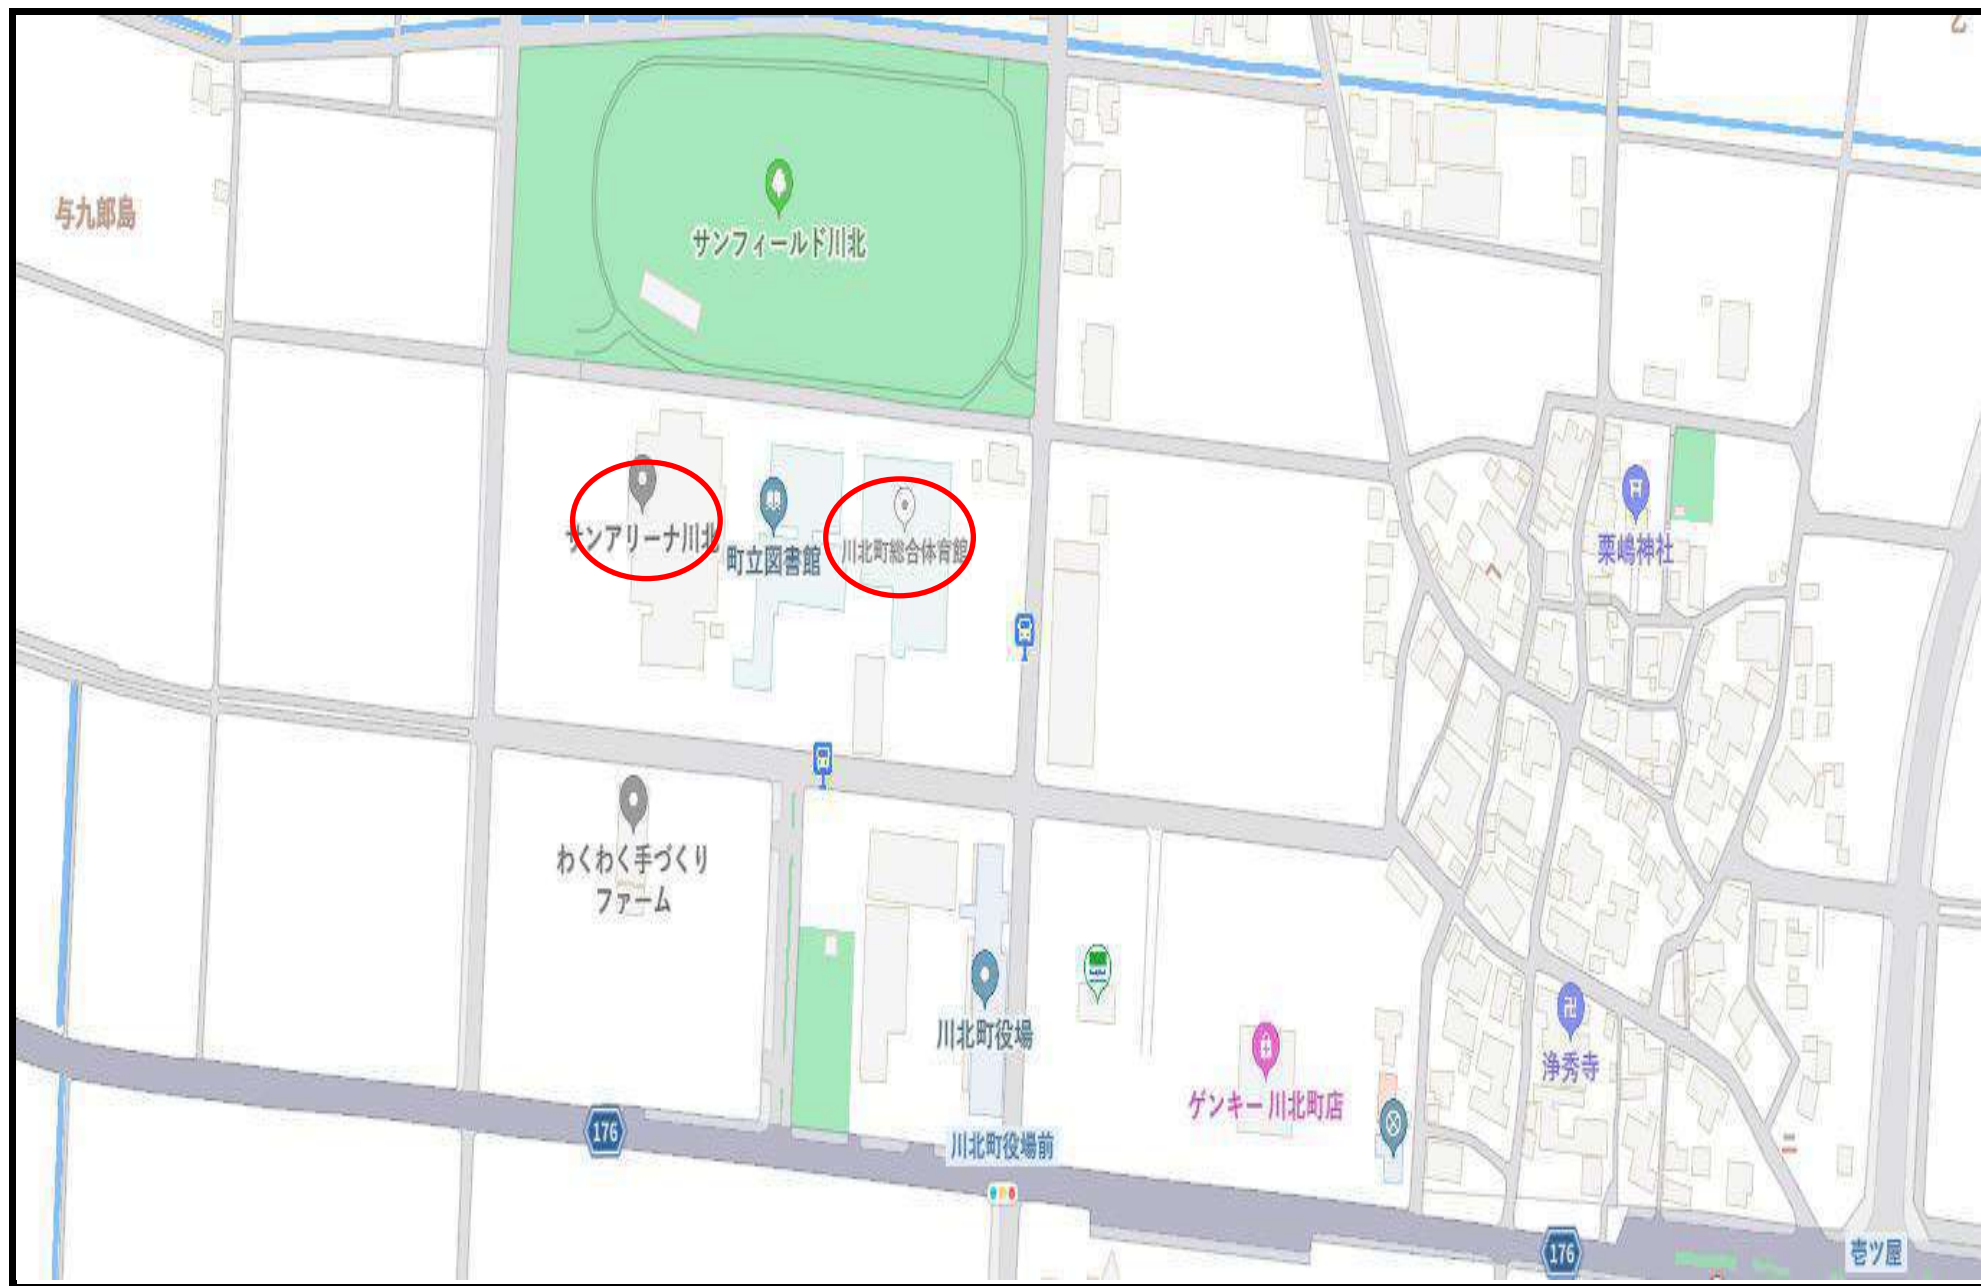 乙
与九郎島
サンフィールド川北
サンアリーナ川北
町立図書館
川北町総合体育館
栗嶋神社
へ
わくわく手づくり
ファーム
川北町役場
ゲンキー川北町店
浄秀寺
176
川北町役場前
二
176
壱ツ屋